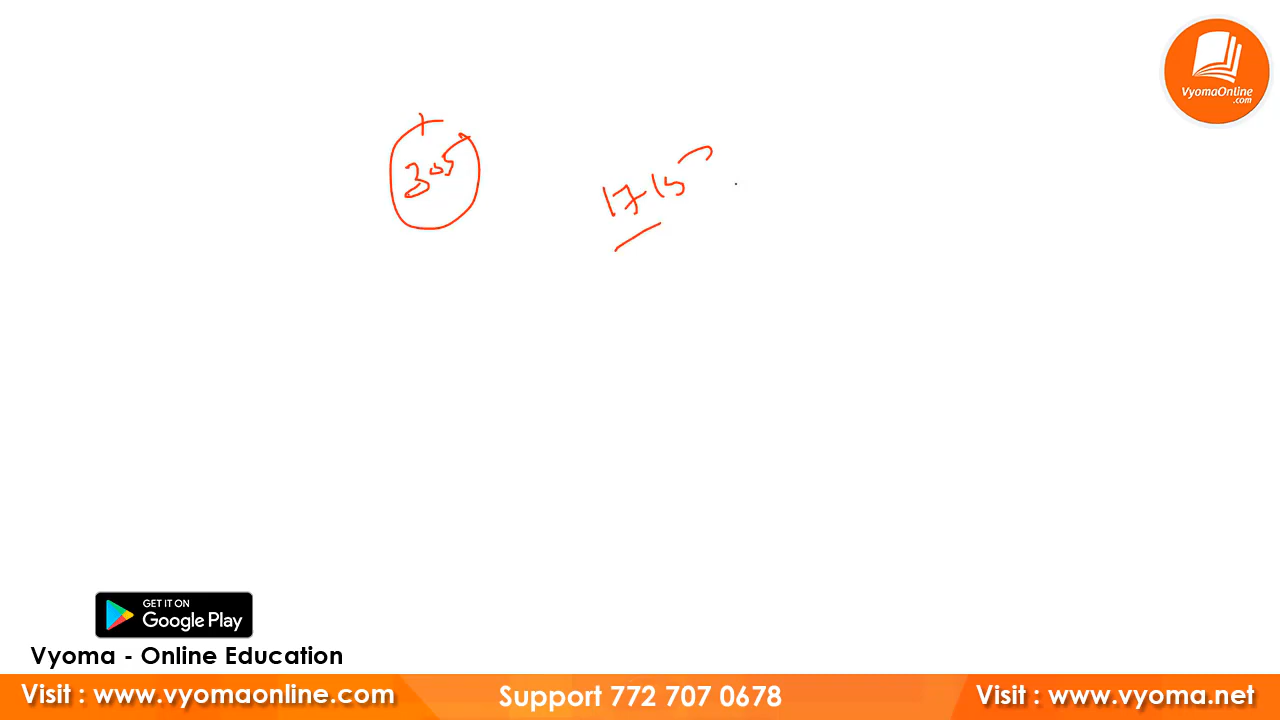 VyomaOnline
.com
305
1715
GET IT ON
Google Play
Vyoma - Online Education
Visit : www.vyomaonline.com
Support 772 707 0678
Visit : www.vyoma.net